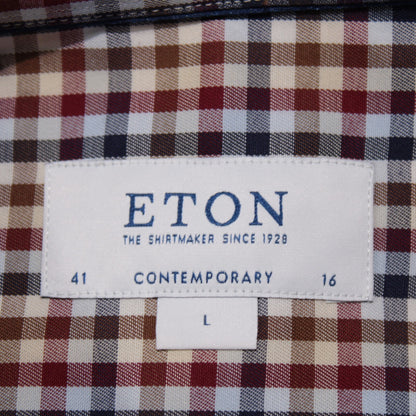 ETON
THE SHIRTMAKER SINCE 1928
41 CONTEMPORARY 16
L